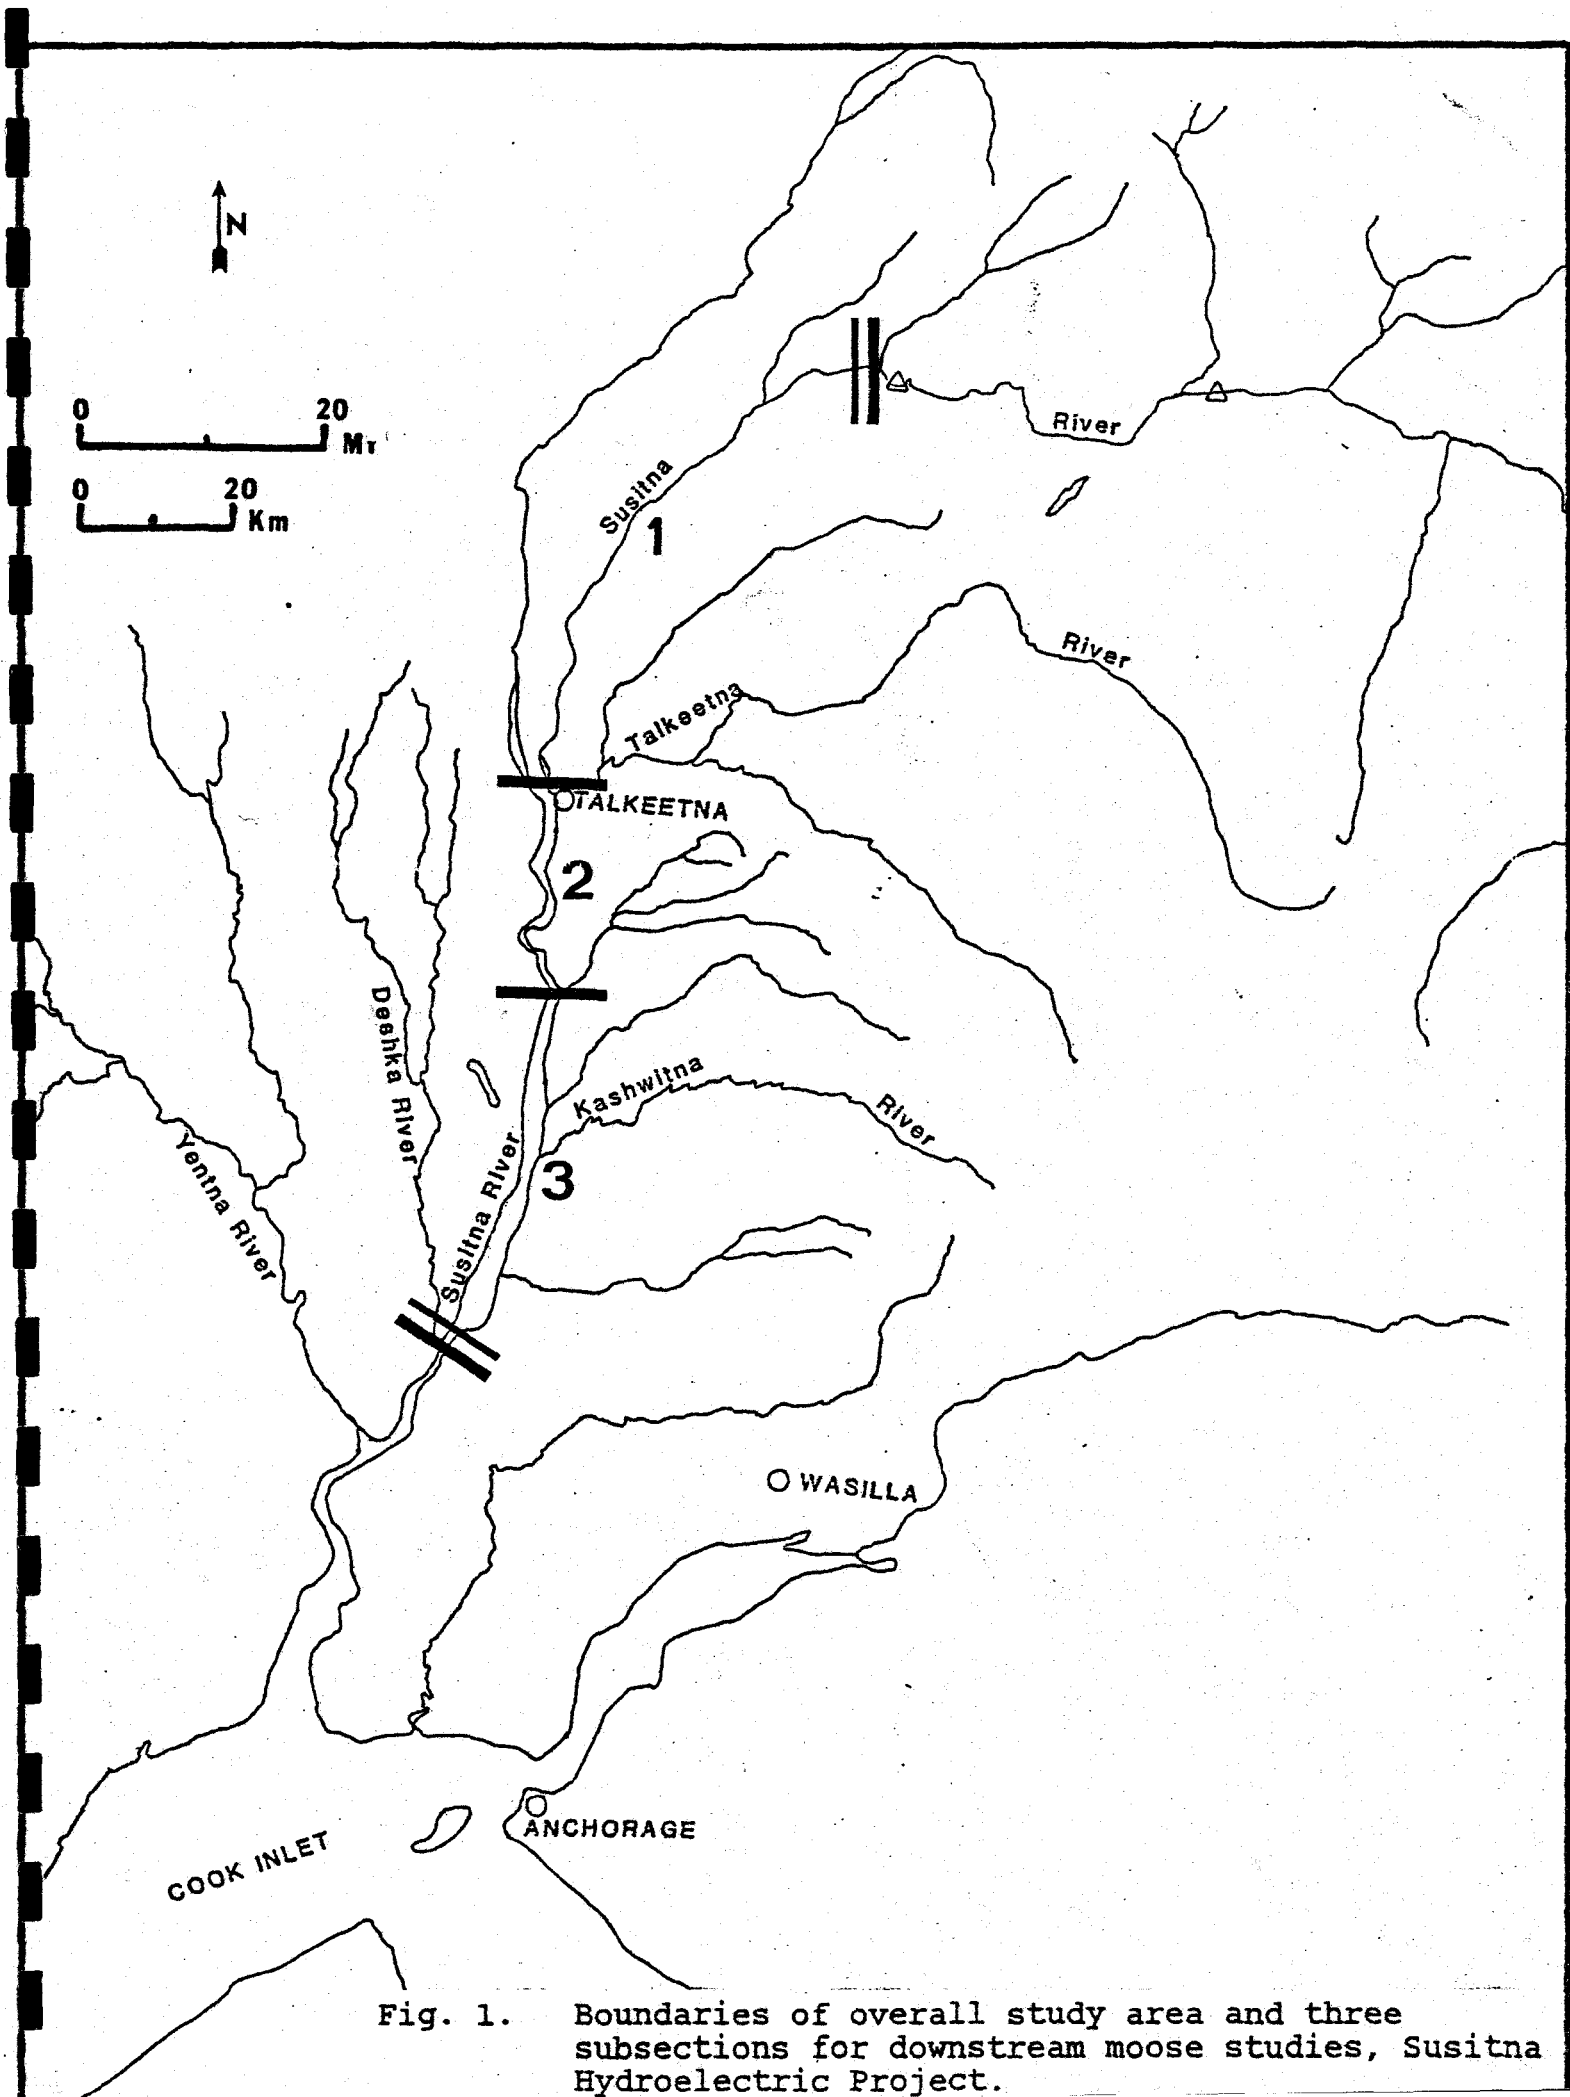 N
0 20
Mi
0 20
Km
River
Susitna
1
River
Talkeetna
TALKEETNA
2
Deshka River
Kashwitna
River
Yentna River
Susitna River
3
WASILLA
ANCHORAGE
COOK INLET
Fig. 1. Boundaries of overall study area and three
subsections for downstream moose studies, Susitna
Hydroelectric Project.